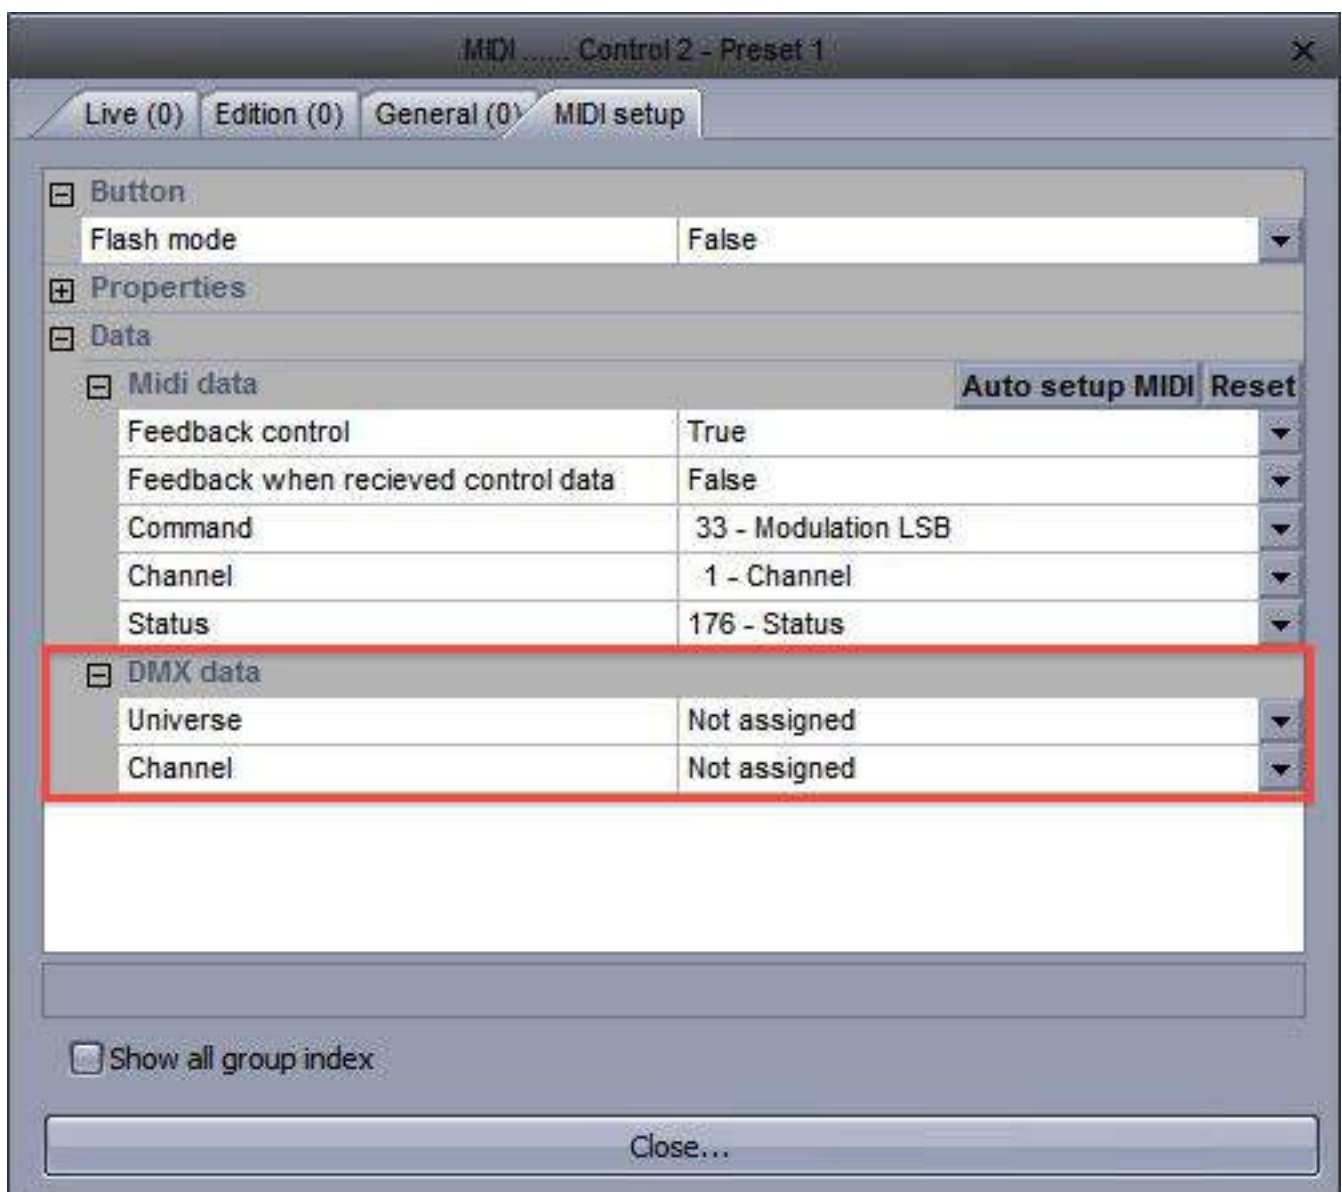 MIDI ...... Control 2 - Preset 1
Live (0) Edition (0) General (0) MIDI setup
Button
Flash mode False
Properties
Data
Midi data Auto setup MIDI Reset
Feedback control True
Feedback when recieved control data False
Command 33 - Modulation LSB
Channel 1 - Channel
Status 176 - Status
DMX data
Universe Not assigned
Channel Not assigned
Show all group index
Close...